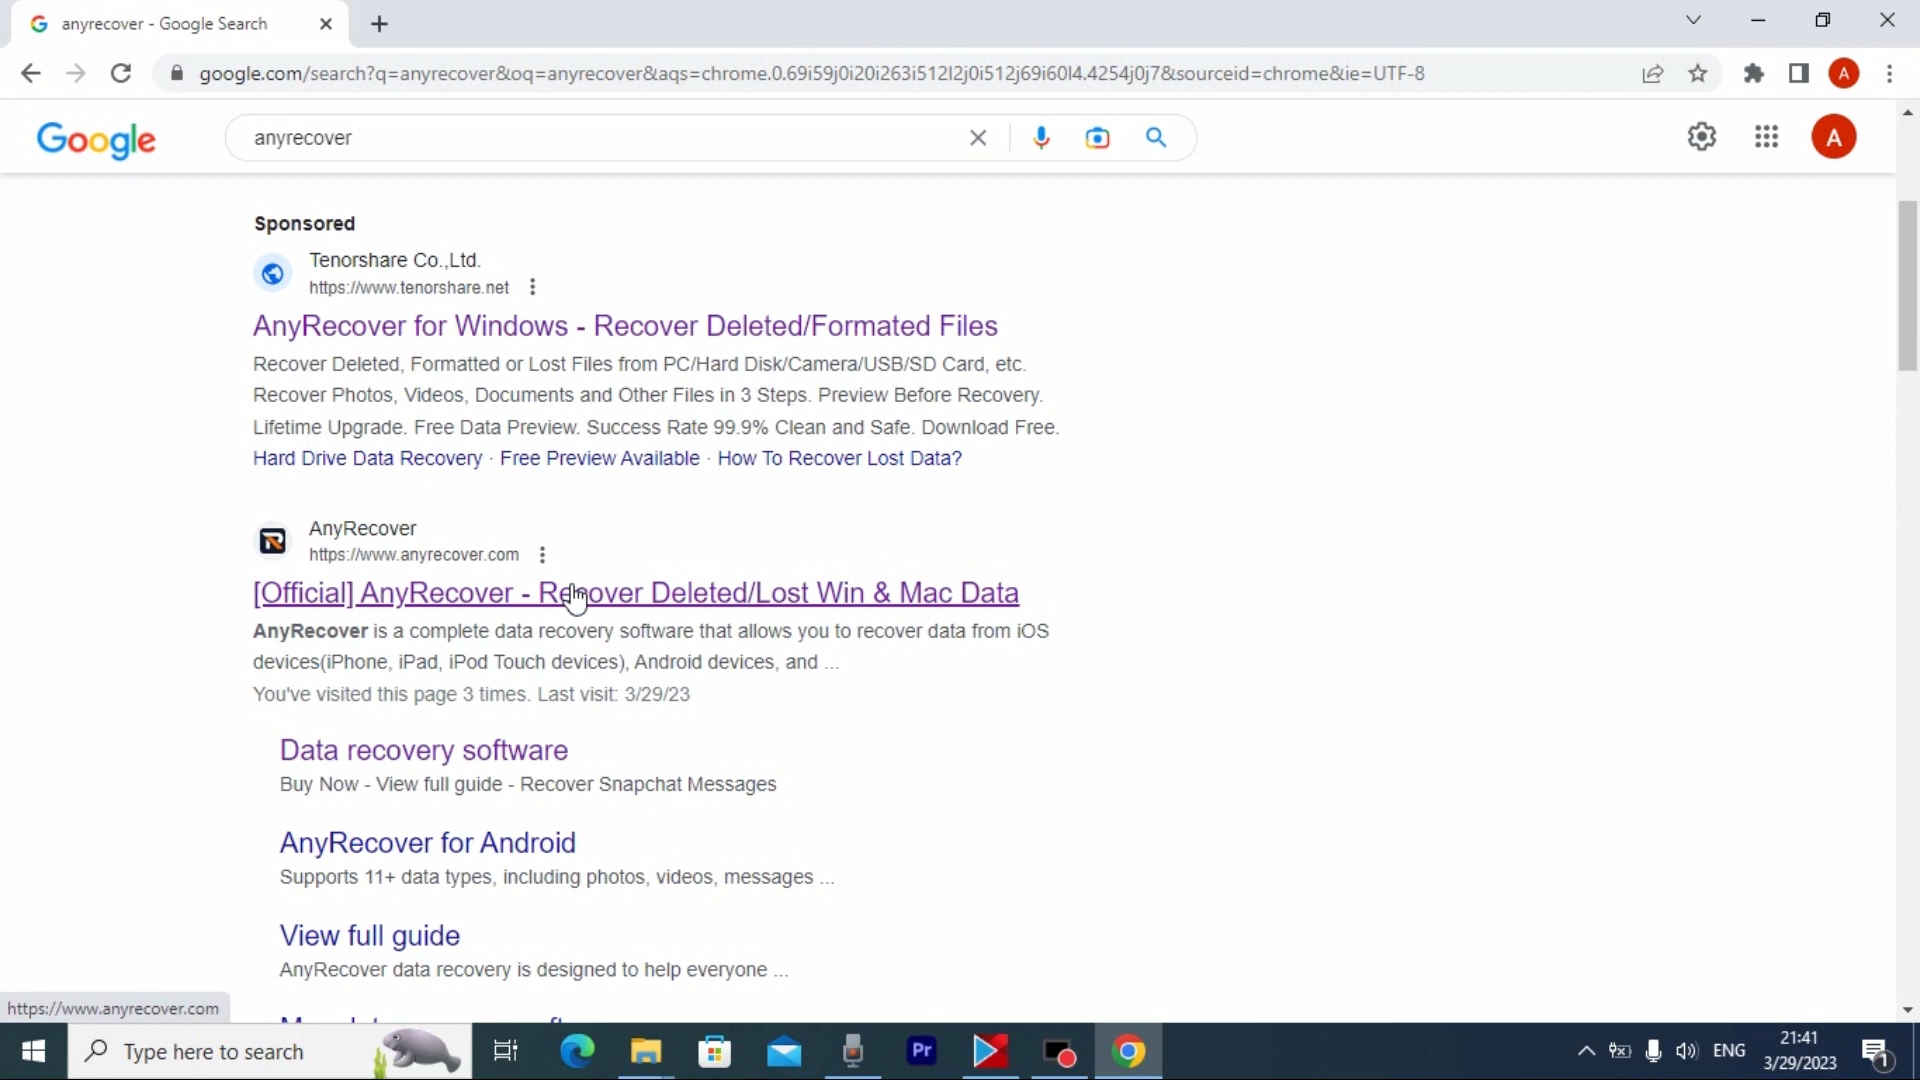 anyrecover - Google Search
google.com/search?q=anyrecover&oq=anyrecover&aqs=chrome.0.69i59j0i20i263i512l2j0i512j69i60l4.4254j0j7&sourceid=chrome&ie=UTF-8
A
Google
anyrecover
A
Sponsored
Tenorshare Co.,Ltd.
https://www.tenorshare.net
AnyRecover for Windows - Recover Deleted/Formated Files
Recover Deleted, Formatted or Lost Files from PC/Hard Disk/Camera/USB/SD Card, etc.
Recover Photos, Videos, Documents and Other Files in 3 Steps. Preview Before Recovery.
Lifetime Upgrade. Free Data Preview. Success Rate 99.9% Clean and Safe. Download Free.
Hard Drive Data Recovery · Free Preview Available · How To Recover Lost Data?
AnyRecover
https://www.anyrecover.com
[Official] AnyRecover - Recover Deleted/Lost Win & Mac Data
AnyRecover is a complete data recovery software that allows you to recover data from iOS
devices(iPhone, iPad, iPod Touch devices), Android devices, and ...
You've visited this page 3 times. Last visit: 3/29/23
Data recovery software
Buy Now - View full guide - Recover Snapchat Messages
AnyRecover for Android
Supports 11+ data types, including photos, videos, messages ...
View full guide
AnyRecover data recovery is designed to help everyone ...
https://www.anyrecover.com
Type here to search
Pr
ENG
21:41
3/29/2023
1